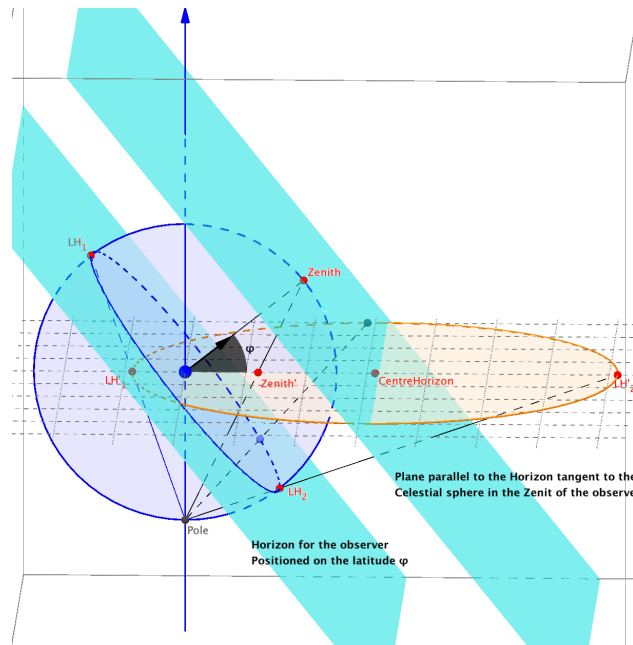 LH1
Zenith
φ
LH'1
Zenith'
CentreHorizon
LH'2
Plane parallel to the Horizon tangent to the
Celestial sphere in the Zenit of the observe
LH2
Pole
Horizon for the observer
Positioned on the latitude φ